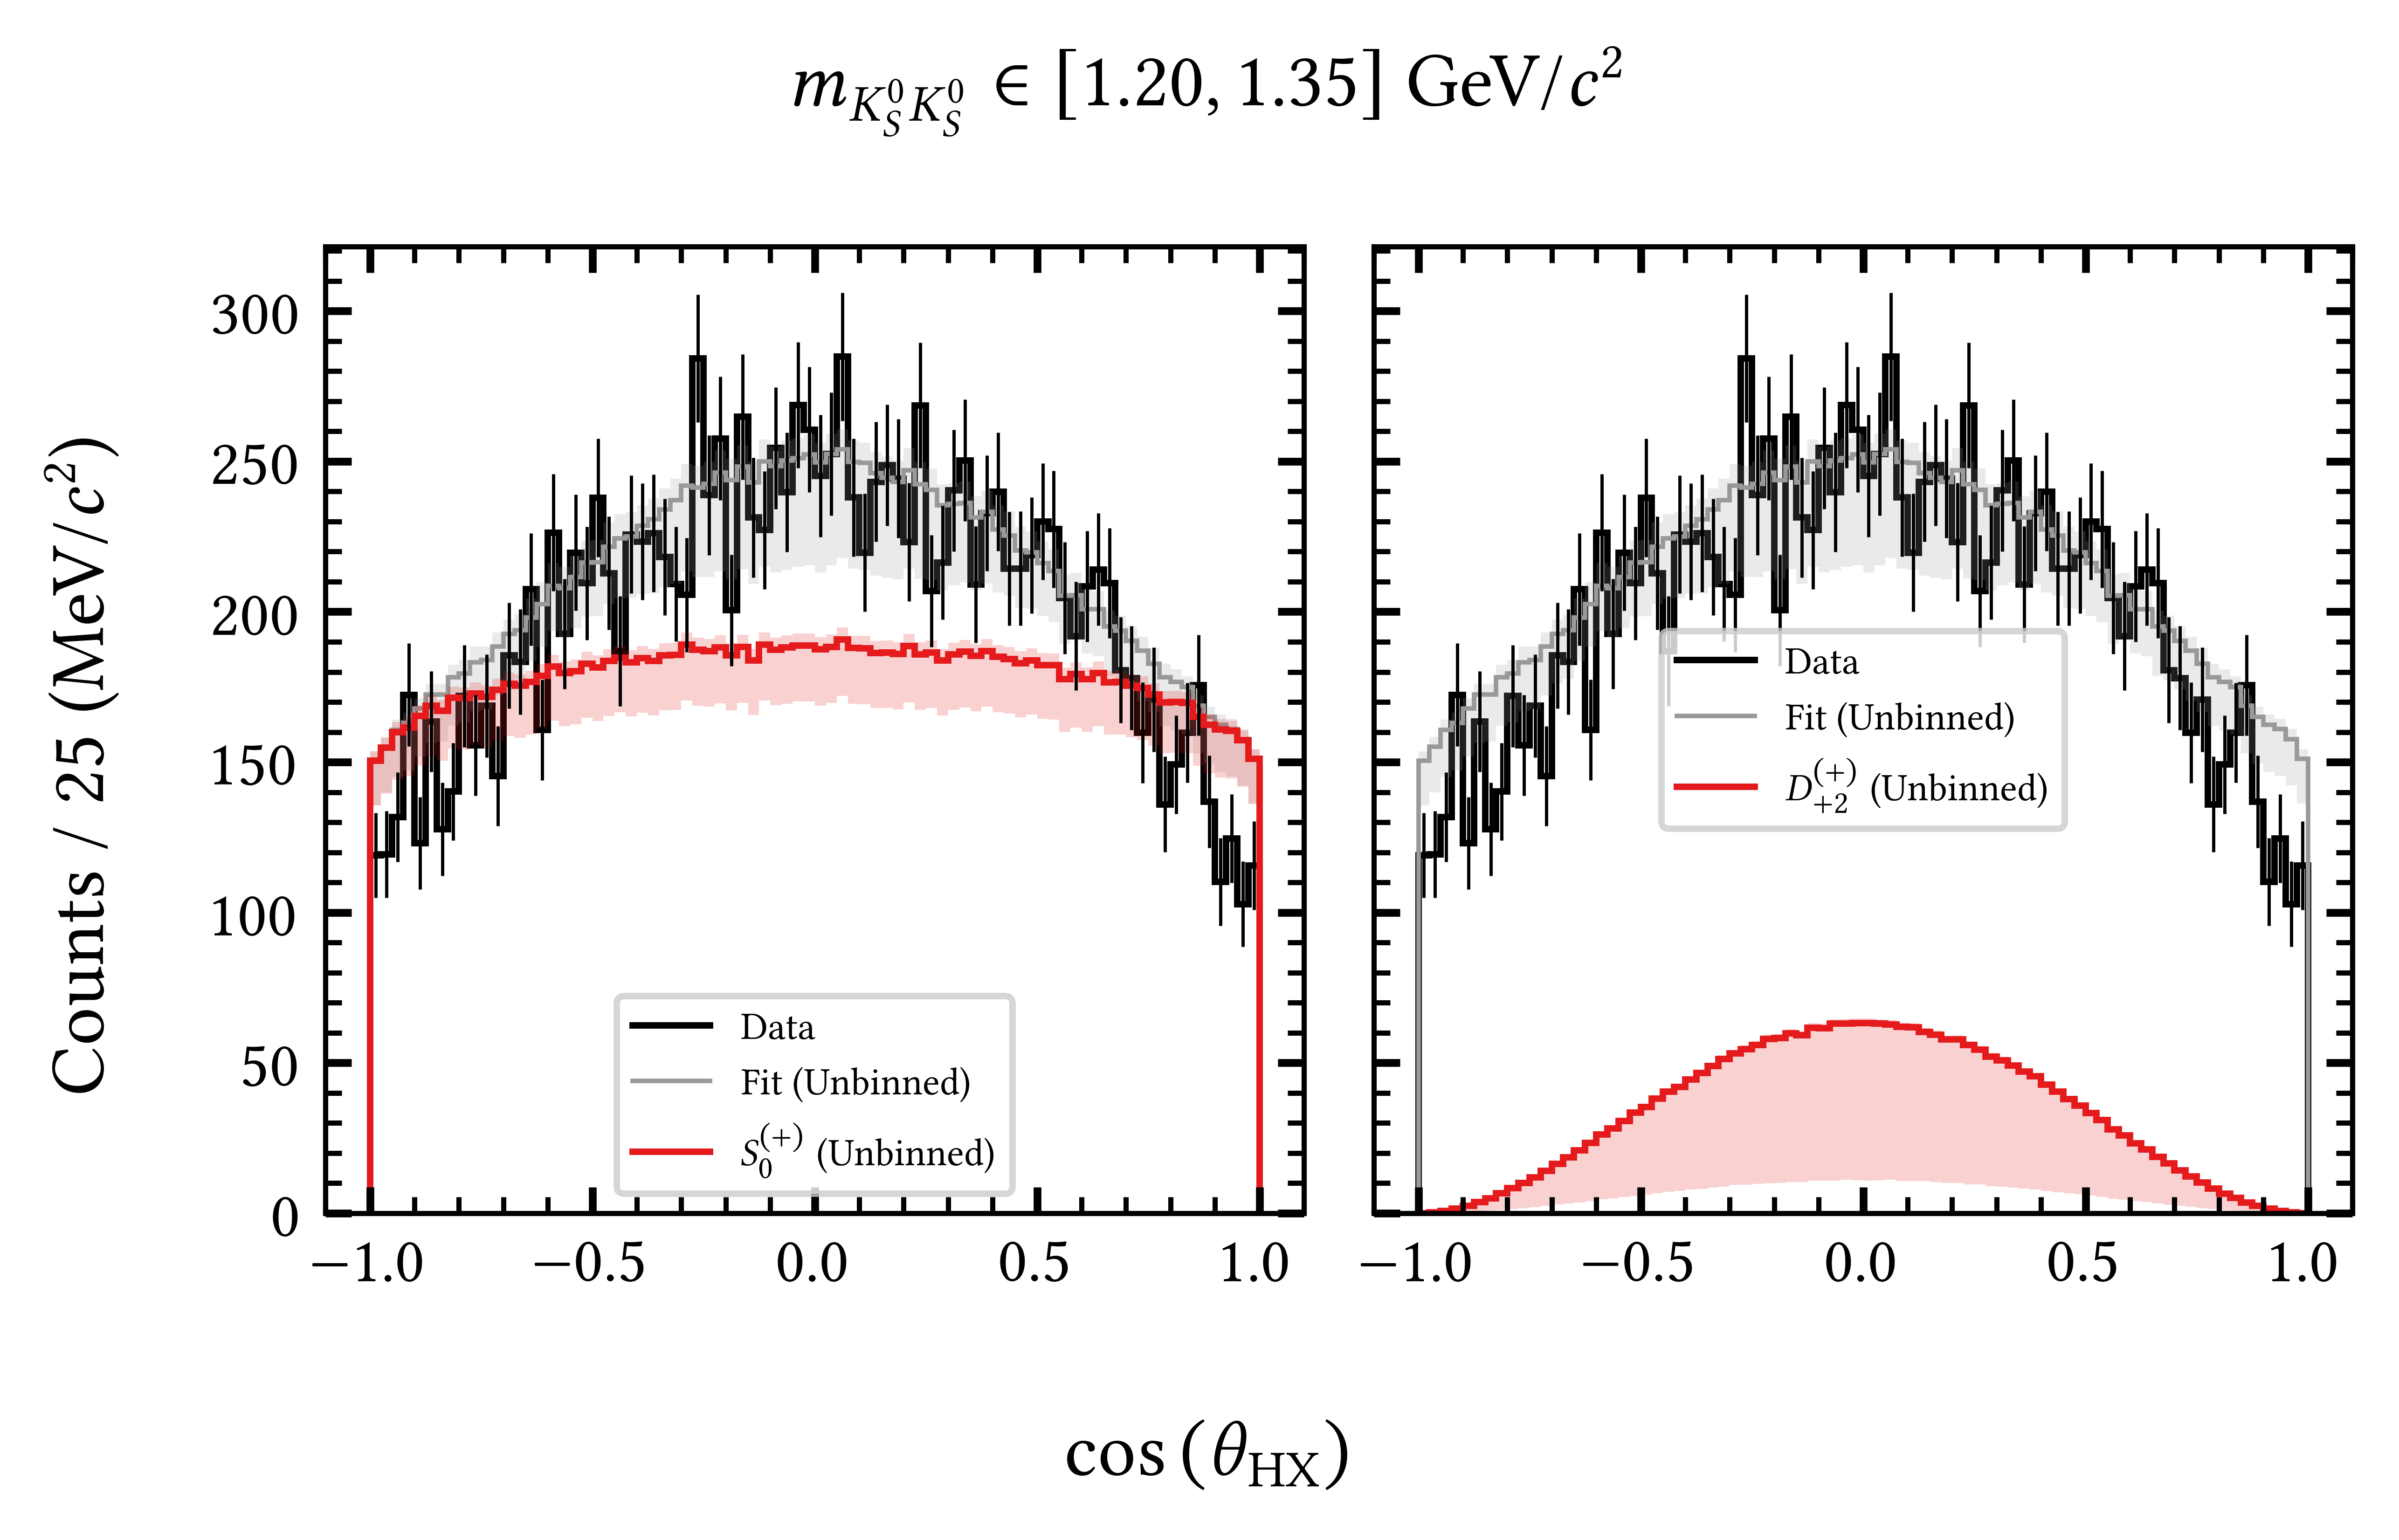 m_{K_S^0 K_S^0} ∈ [1.20, 1.35] GeV/c²
Counts / 25 (MeV/c²)
300
250
200
150
100
50
0
Data
Fit (Unbinned)
S_0^{(+)} (Unbinned)
−1.0 −0.5 0.0 0.5 1.0
Data
Fit (Unbinned)
D_{+2}^{(+)} (Unbinned)
−1.0 −0.5 0.0 0.5 1.0
cos (θ_HX)